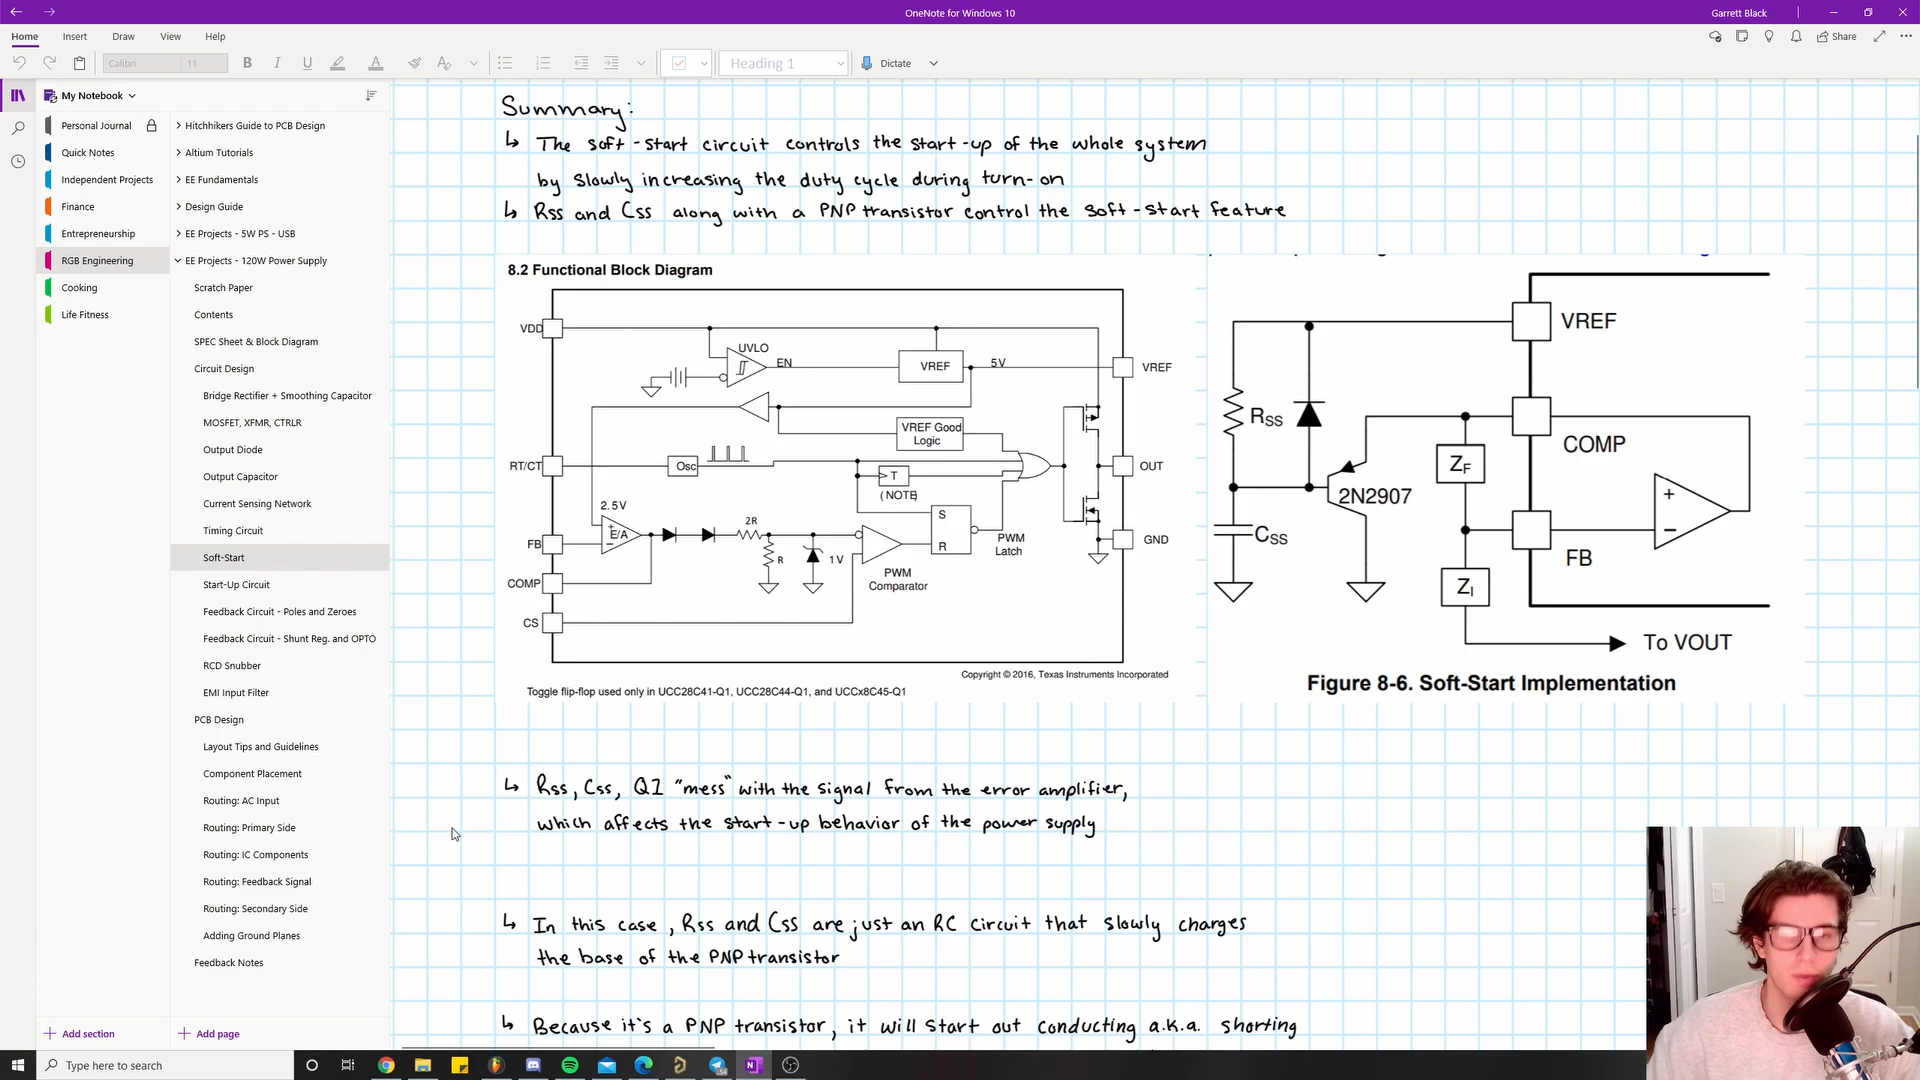 OneNote for Windows 10
Garrett Black
Home
Insert
Draw
View
Help
Share
Calibri
11
B
I
U
A
Heading 1
Dictate
My Notebook
Personal Journal
Quick Notes
Independent Projects
Finance
Entrepreneurship
RGB Engineering
Cooking
Life Fitness
Add section
Hitchhikers Guide to PCB Design
Altium Tutorials
EE Fundamentals
Design Guide
EE Projects - 5W PS - USB
EE Projects - 120W Power Supply
Scratch Paper
Contents
SPEC Sheet & Block Diagram
Circuit Design
Bridge Rectifier + Smoothing Capacitor
MOSFET, XFMR, CTRLR
Output Diode
Output Capacitor
Current Sensing Network
Timing Circuit
Soft-Start
Start-Up Circuit
Feedback Circuit - Poles and Zeroes
Feedback Circuit - Shunt Reg. and OPTO
RCD Snubber
EMI Input Filter
PCB Design
Layout Tips and Guidelines
Component Placement
Routing: AC Input
Routing: Primary Side
Routing: IC Components
Routing: Feedback Signal
Routing: Secondary Side
Adding Ground Planes
Feedback Notes
Add page
Summary:
↳ The soft-start circuit controls the start-up of the whole system
by slowly increasing the duty cycle during turn-on
↳ Rss and Css along with a PNP transistor control the soft-start feature
8.2 Functional Block Diagram
VDD
UVLO
EN
VREF
5V
VREF
VREF Good
Logic
RT/CT
Osc
T
(NOTE)
OUT
2.5V
E/A
+
−
2R
R
1V
S
R
FB
COMP
CS
PWM
Comparator
PWM
Latch
GND
Copyright © 2016, Texas Instruments Incorporated
Toggle flip-flop used only in UCC28C41-Q1, UCC28C44-Q1, and UCCx8C45-Q1
VREF
RSS
COMP
ZF
2N2907
CSS
+
−
FB
ZI
To VOUT
Figure 8-6. Soft-Start Implementation
↳ Rss, Css, Q1 "mess" with the signal from the error amplifier,
which affects the start-up behavior of the power supply
↳ In this case, Rss and Css are just an RC circuit that slowly charges
the base of the PNP transistor
↳ Because it's a PNP transistor, it will start out conducting a.k.a. shorting
Type here to search